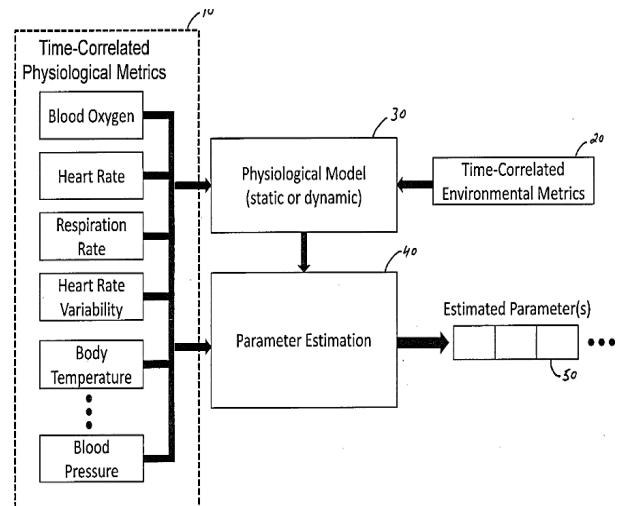 10
Time-Correlated
Physiological Metrics
Blood Oxygen
Heart Rate
Respiration
Rate
Heart Rate
Variability
Body
Temperature
Blood
Pressure
30
Physiological Model
(static or dynamic)
20
Time-Correlated
Environmental Metrics
40
Parameter Estimation
Estimated Parameter(s)
50